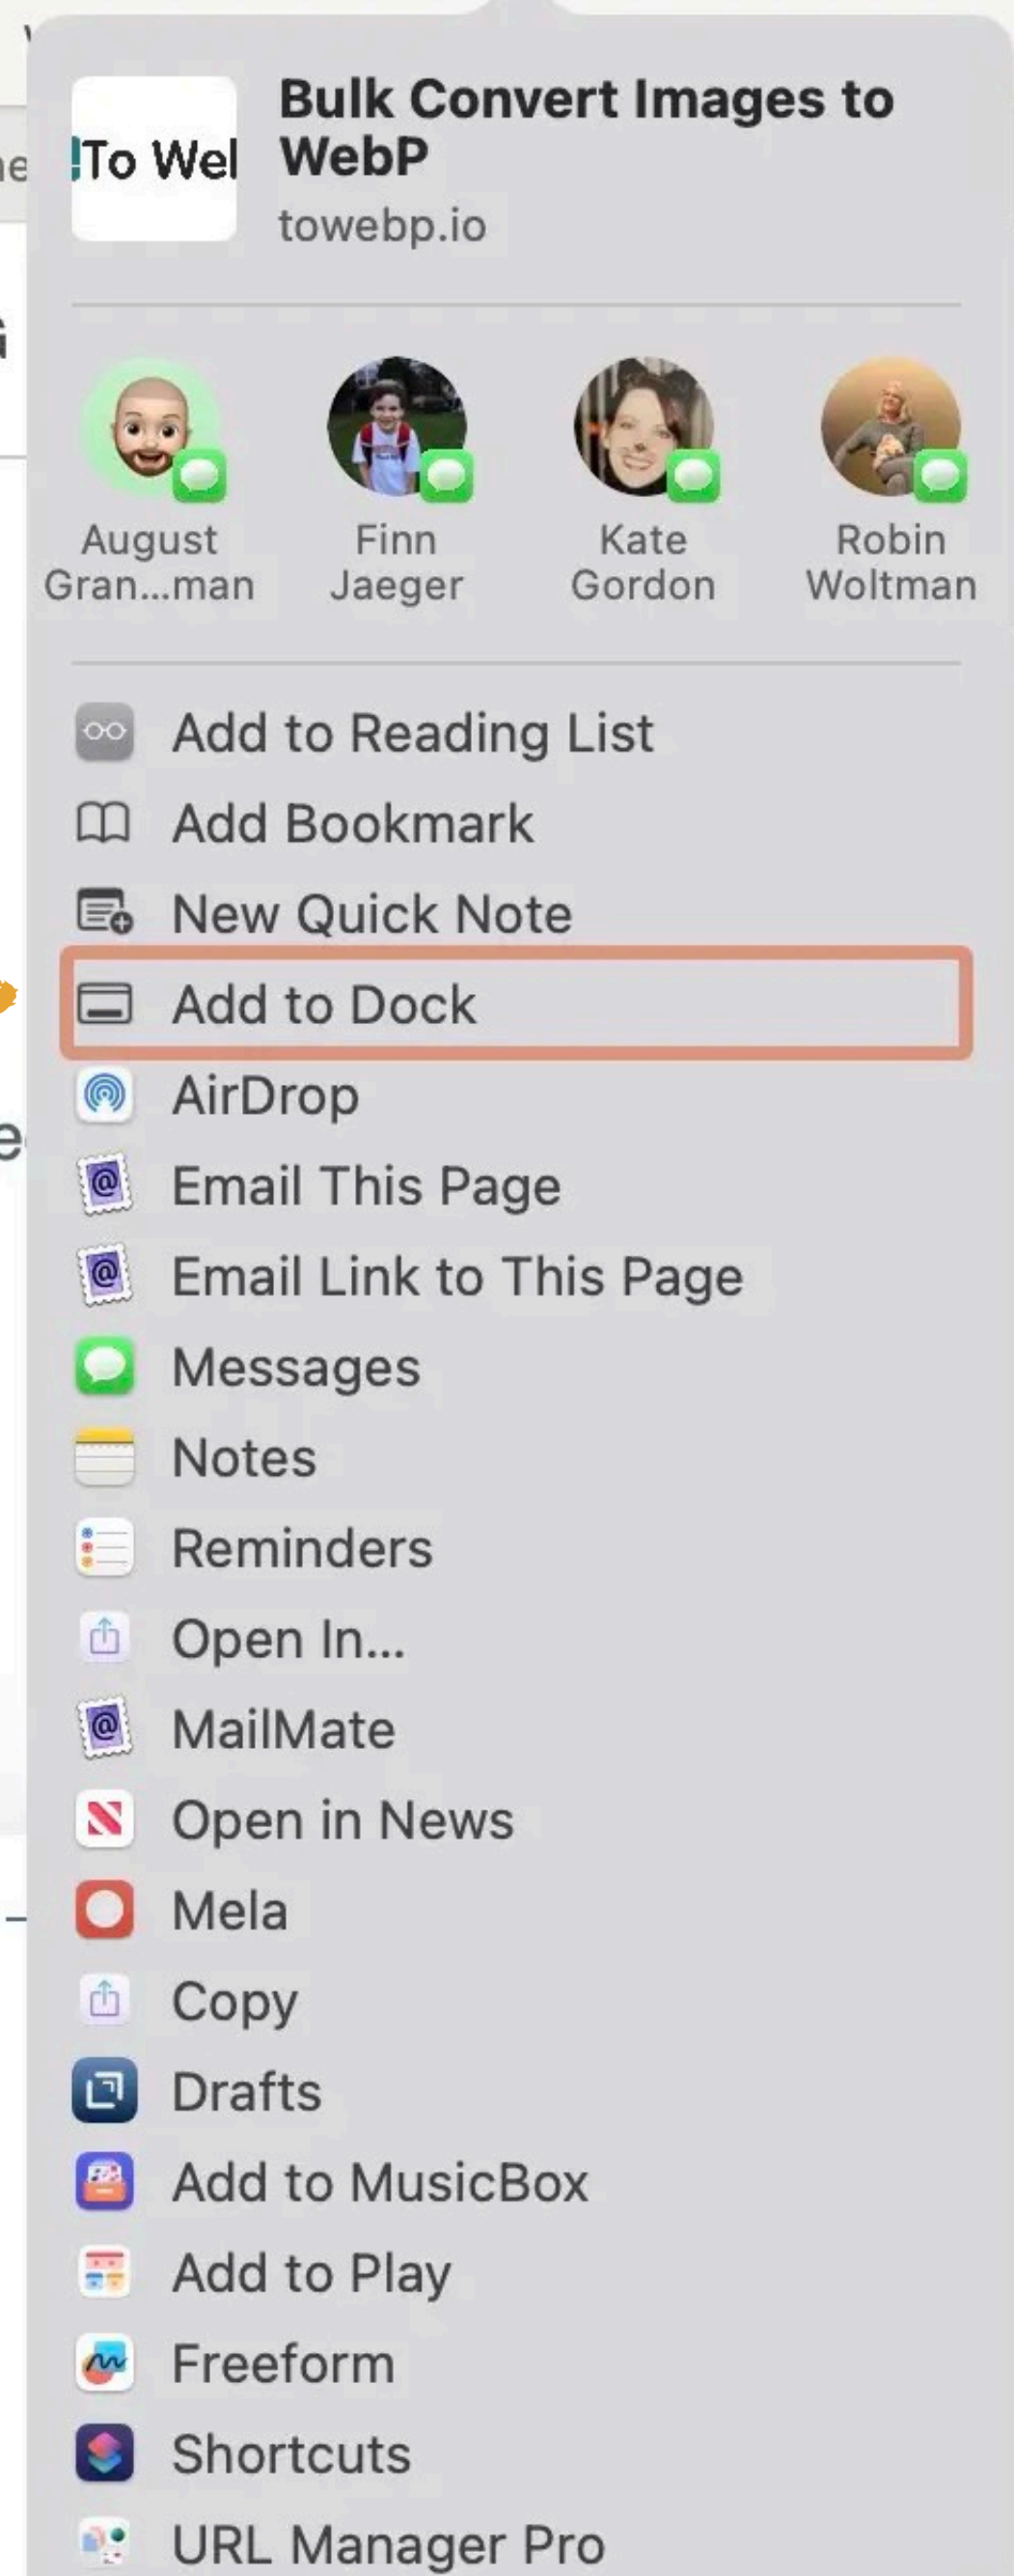 !To Wel
Bulk Convert Images to
WebP
towebp.io
August
Gran...man
Finn
Jaeger
Kate
Gordon
Robin
Woltman
Add to Reading List
Add Bookmark
New Quick Note
Add to Dock
AirDrop
Email This Page
Email Link to This Page
Messages
Notes
Reminders
Open In...
MailMate
Open in News
Mela
Copy
Drafts
Add to MusicBox
Add to Play
Freeform
Shortcuts
URL Manager Pro